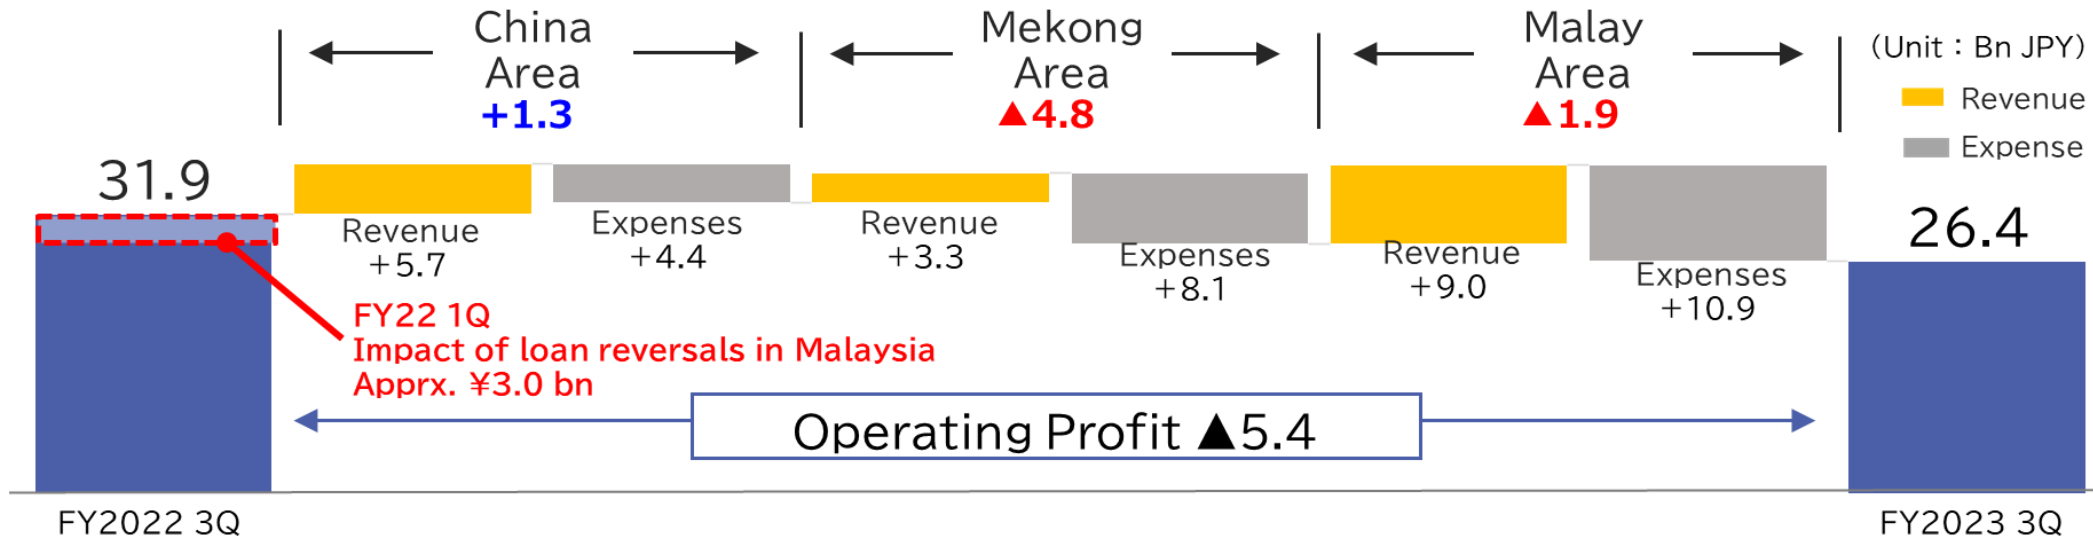 China
Area
+1.3
Mekong
Area
▲4.8
Malay
Area
▲1.9
(Unit：Bn JPY)
Revenue
Expense
31.9
Revenue
+5.7
Expenses
+4.4
Revenue
+3.3
Expenses
+8.1
Revenue
+9.0
Expenses
+10.9
26.4
FY22 1Q
Impact of loan reversals in Malaysia
Apprx. ¥3.0 bn
Operating Profit ▲5.4
FY2022 3Q
FY2023 3Q